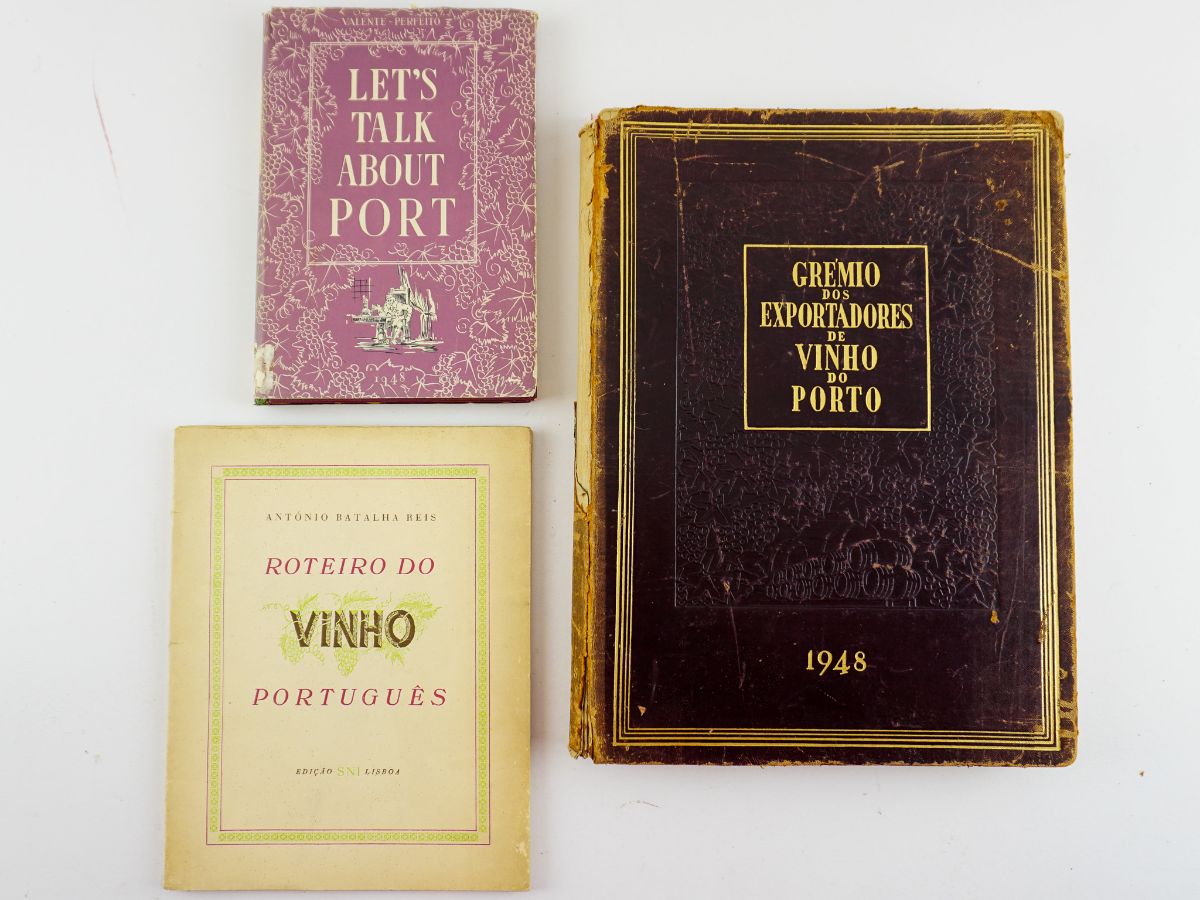 VALENTE-PERFEITO
LET'S
TALK
ABOUT
PORT
1948
GRÉMIO
DOS
EXPORTADORES
DE
VINHO
DO
PORTO
1948
ANTÓNIO BATALHA REIS
ROTEIRO DO
VINHO
PORTUGUÊS
EDIÇÃO SNI LISBOA